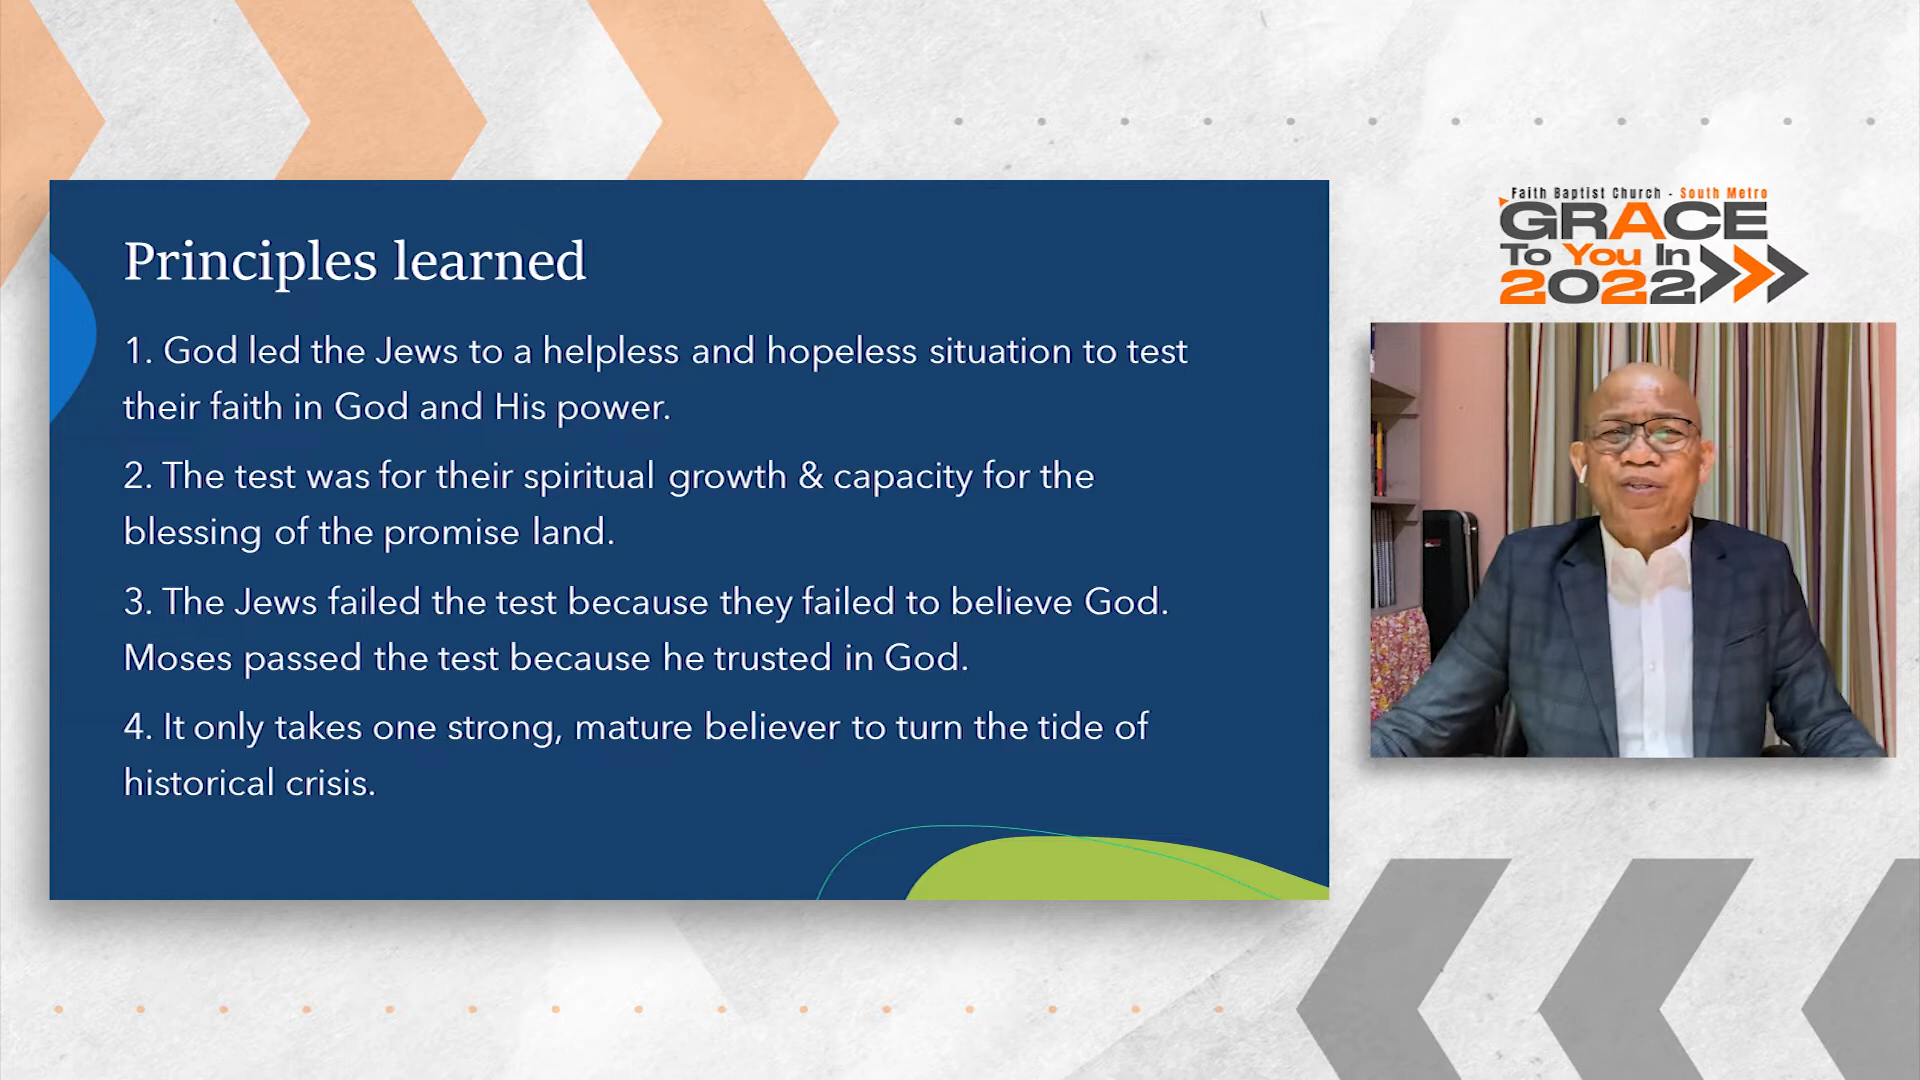 Principles learned
1. God led the Jews to a helpless and hopeless situation to test
their faith in God and His power.
2. The test was for their spiritual growth & capacity for the
blessing of the promise land.
3. The Jews failed the test because they failed to believe God.
Moses passed the test because he trusted in God.
4. It only takes one strong, mature believer to turn the tide of
historical crisis.
Faith Baptist Church - South Metro
GRACE
To You In
2022